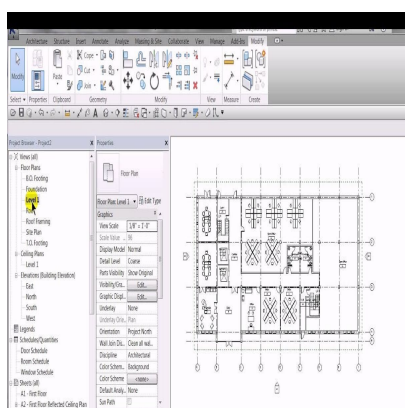 Architecture Structure Insert Annotate Analyze Massing & Site Collaborate View Manage Add-Ins Modify
Modify
Paste
Cope
Cut
Join
Select Properties Clipboard Geometry Modify View Measure Create
Project Browser - Project2 X
Properties X
Views (all)
Floor Plans
B.O. Footing
Foundation
Level 1
Roof Framing
Site Plan
T.O. Footing
Ceiling Plans
Level 1
Elevations (Building Elevation)
East
North
South
West
Legends
Schedules/Quantities
Door Schedule
Room Schedule
Window Schedule
Sheets (all)
A1 - First Floor
A2 - First Floor Reflected Ceiling Plan
Floor Plan
Floor Plan: Level 1 Edit Type
Graphics
View Scale 1/8" = 1'-0"
Scale Value 96
Display Model Normal
Detail Level Coarse
Parts Visibility Show Original
Visibility/Gra... Edit...
Graphic Displ... Edit...
Underlay None
Underlay Orie... Plan
Orientation Project North
Wall Join Dis... Clean all wal...
Discipline Architectural
Color Schem... Background
Color Scheme <none>
Default Analy... None
Sun Path